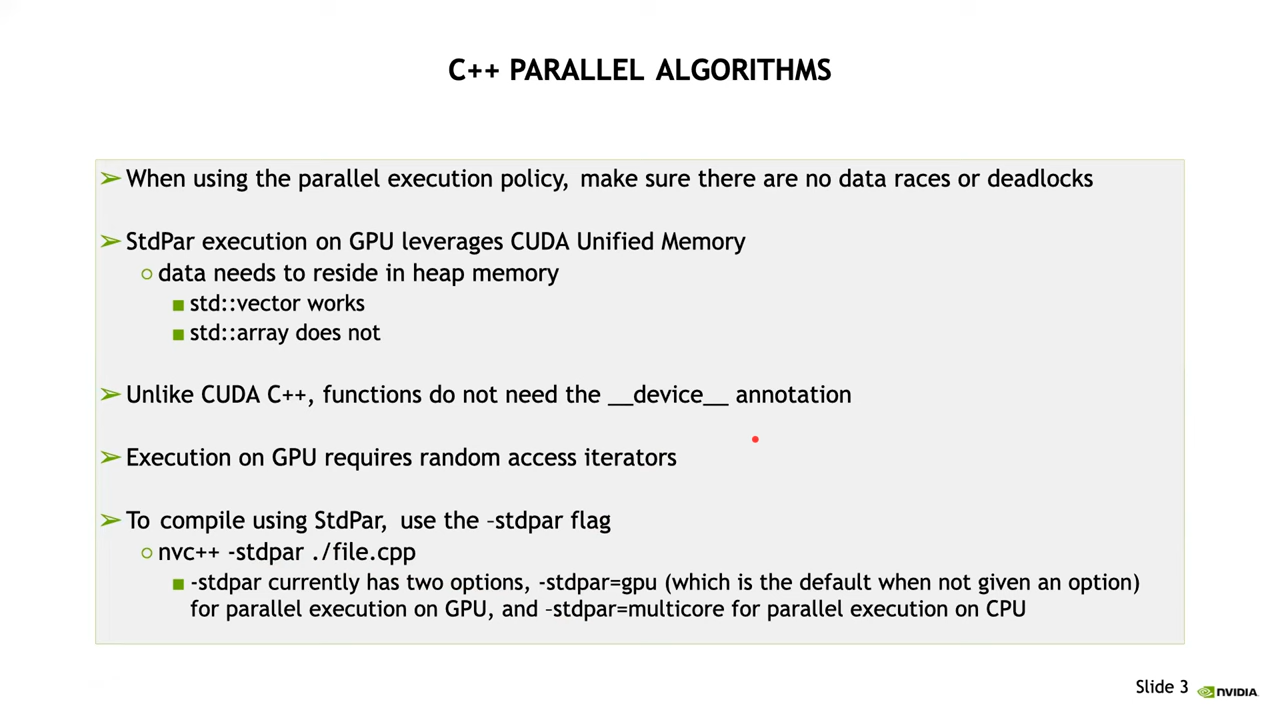 C++ PARALLEL ALGORITHMS
➢ When using the parallel execution policy, make sure there are no data races or deadlocks
➢ StdPar execution on GPU leverages CUDA Unified Memory
○ data needs to reside in heap memory
■ std::vector works
■ std::array does not
➢ Unlike CUDA C++, functions do not need the __device__ annotation
➢ Execution on GPU requires random access iterators
➢ To compile using StdPar, use the –stdpar flag
○ nvc++ -stdpar ./file.cpp
■ -stdpar currently has two options, -stdpar=gpu (which is the default when not given an option)
for parallel execution on GPU, and –stdpar=multicore for parallel execution on CPU
Slide 3
NVIDIA.